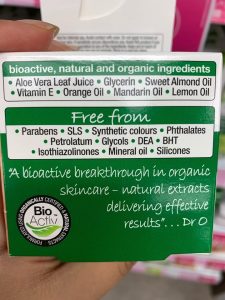 bioactive, natural and organic ingredients
• Aloe Vera Leaf Juice • Glycerin • Sweet Almond Oil
• Vitamin E • Orange Oil • Mandarin Oil • Lemon Oil
Free from
• Parabens • SLS • Synthetic colours • Phthalates
• Petrolatum • Glycols • DEA • BHT
• Isothiazolinones • Mineral oil • Silicones
"A bioactive breakthrough in organic
skincare – natural extracts
delivering effective
results"... Dr O
Bio
Activ